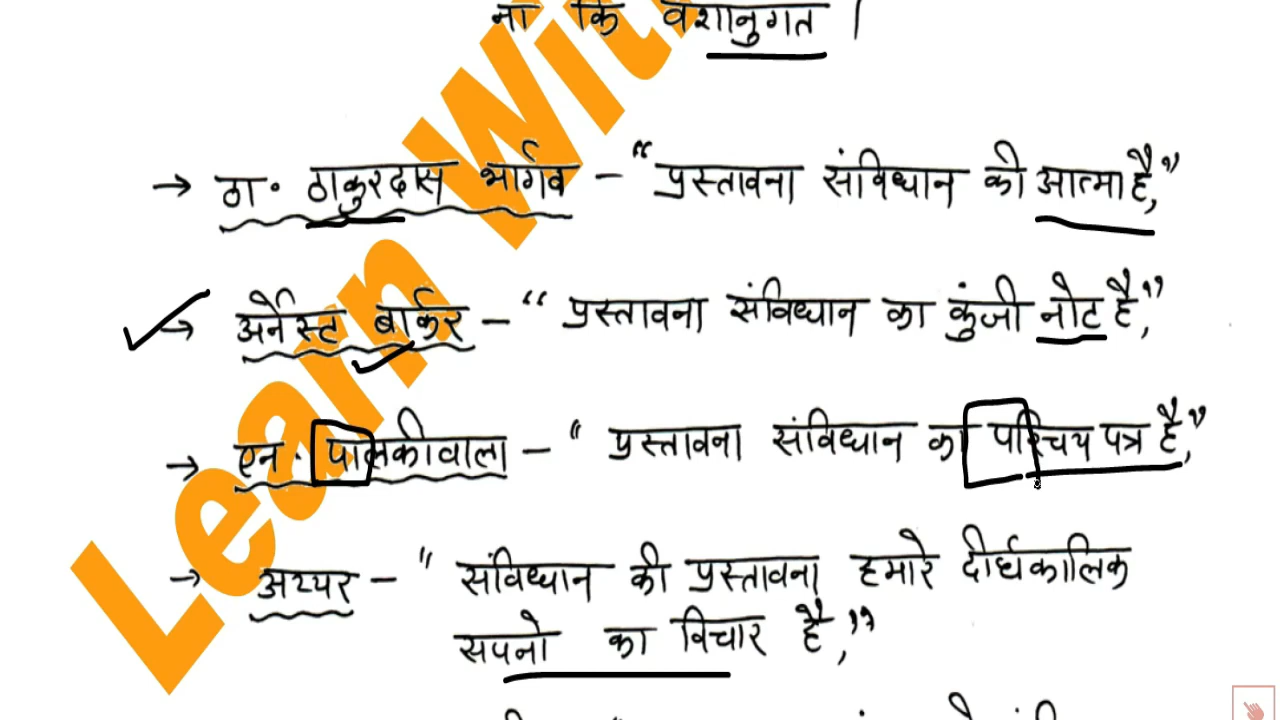 ना कि वंशानुगत |
→ ठा. ठाकुरदास भार्गव – “प्रस्तावना संविधान की आत्मा है,”
→ अर्नेस्ट बार्कर – “प्रस्तावना संविधान का कुंजी नोट है,”
→ एन. पालकीवाला – “प्रस्तावना संविधान का परिचय पत्र है,”
→ अय्यर – “संविधान की प्रस्तावना हमारे दीर्घकालिक
सपनो का विचार है,”
Learn With